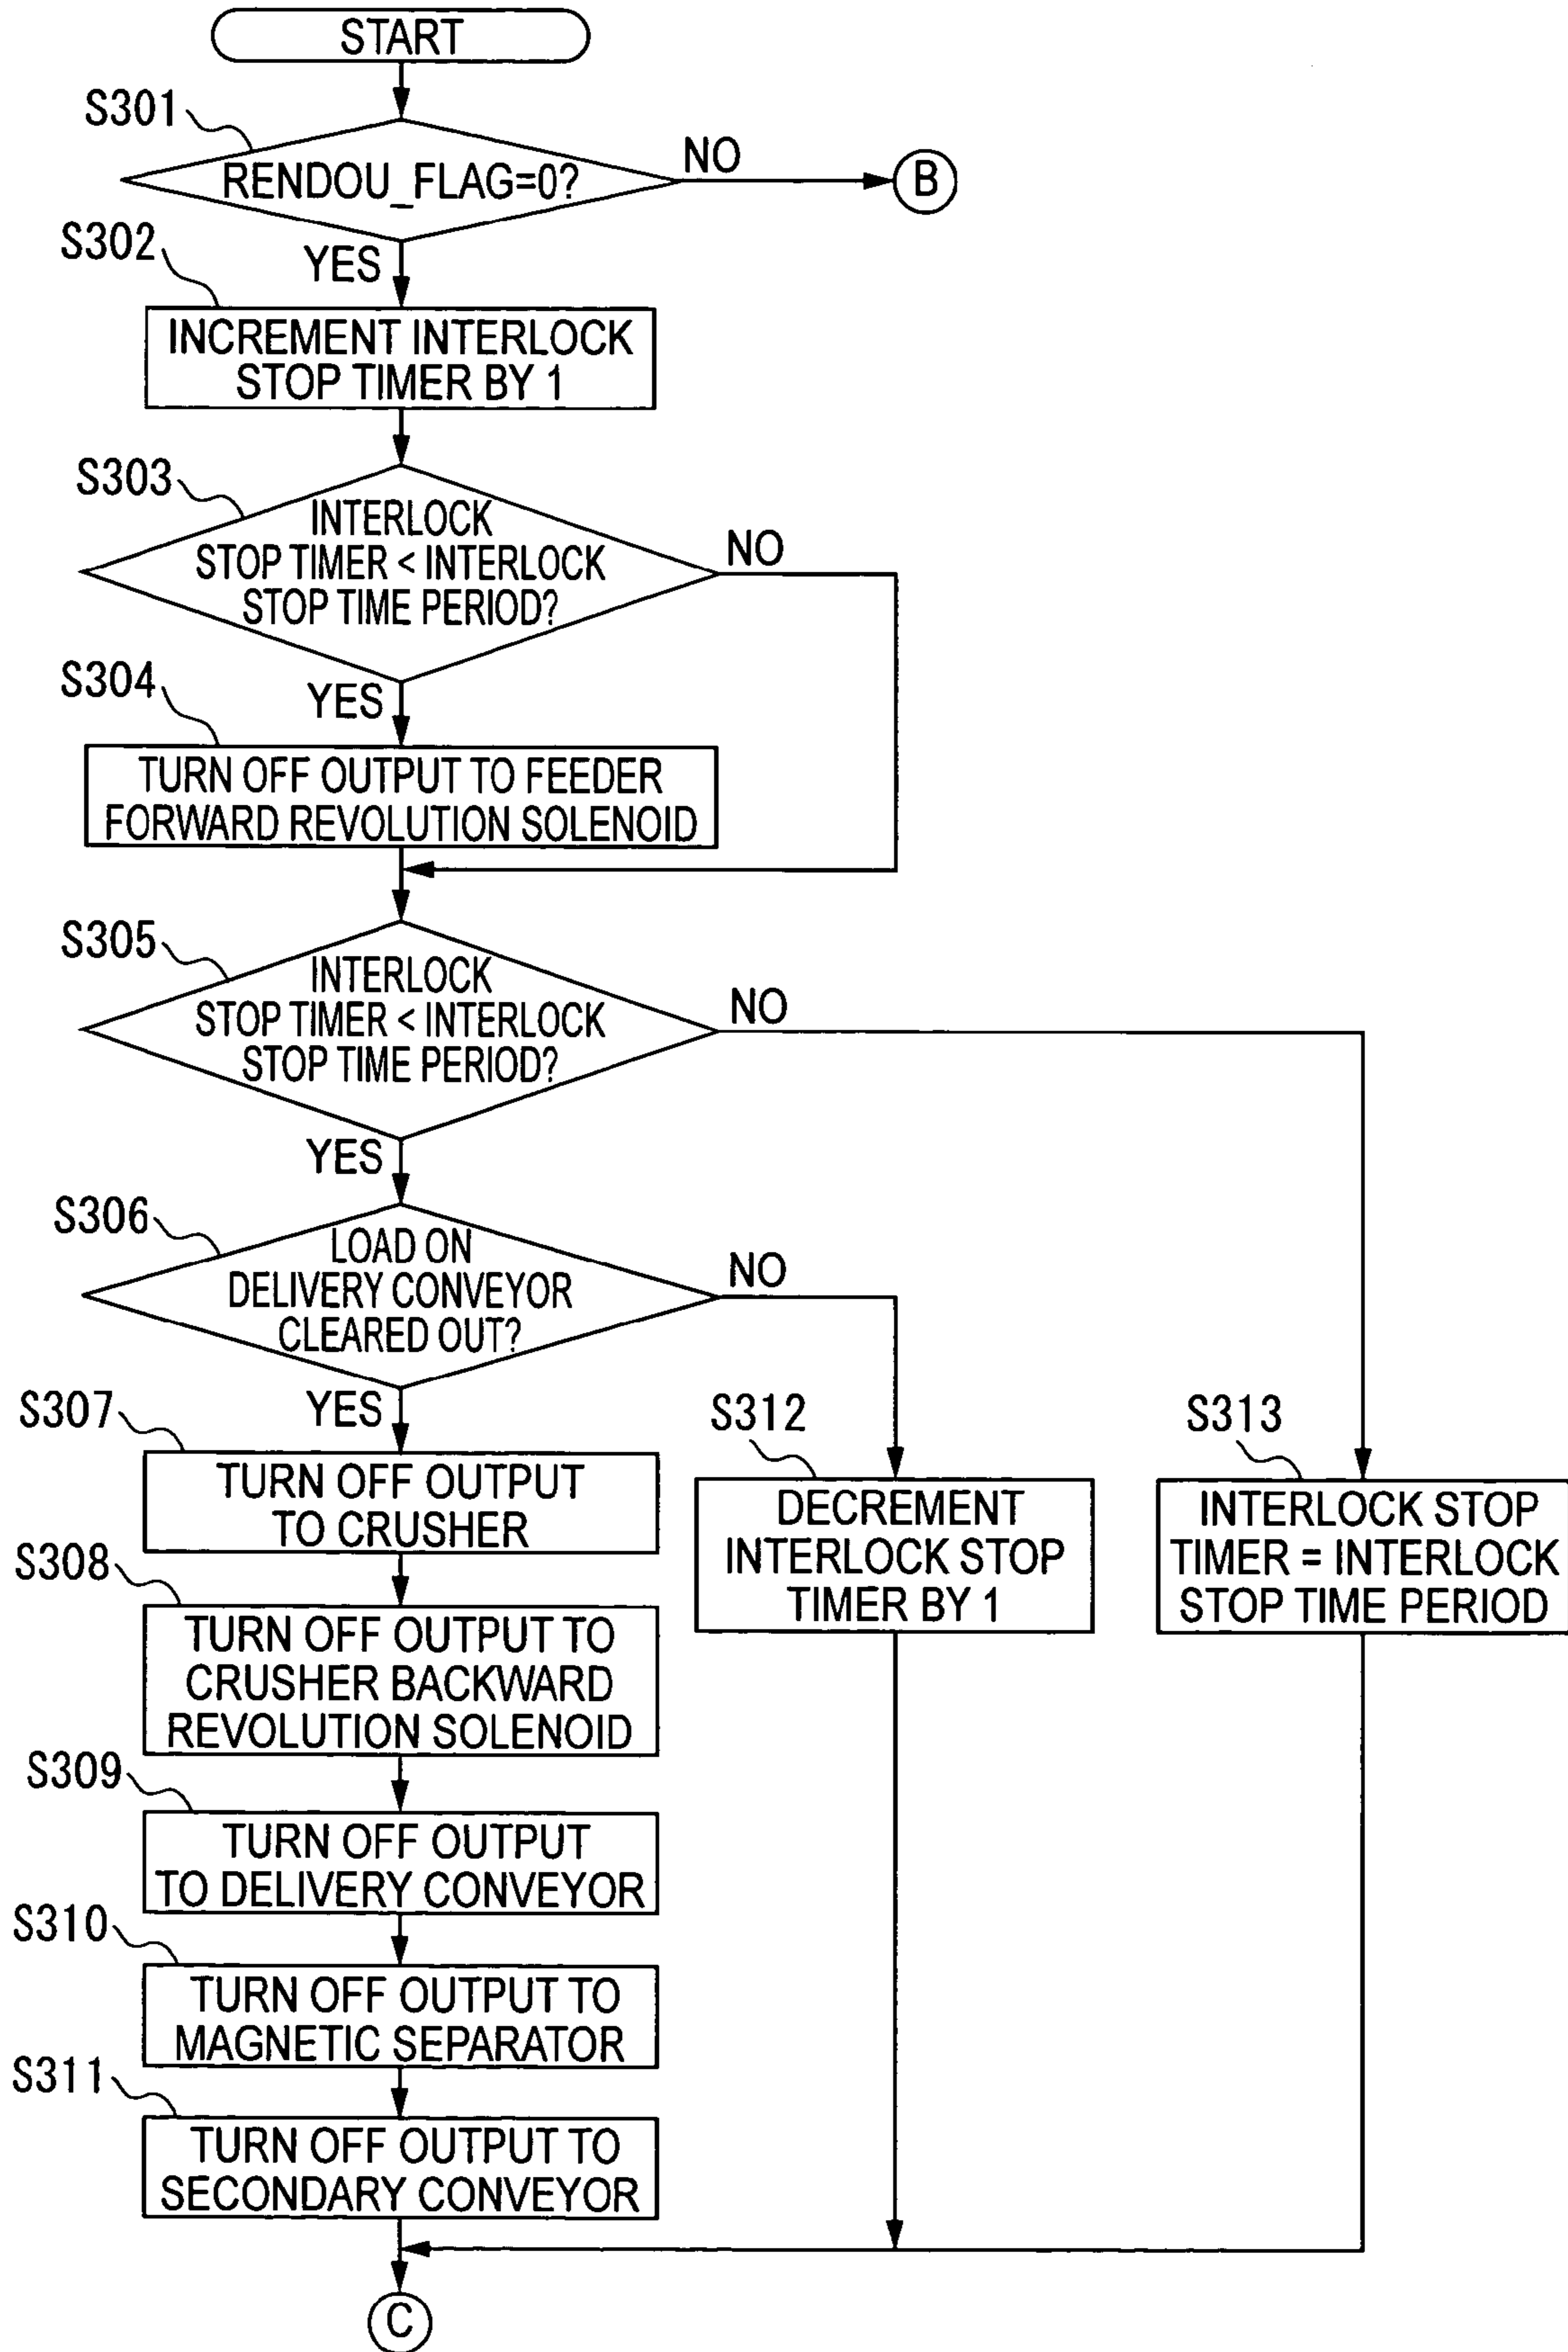 START
S301
RENDOU_FLAG=0?
NO
B
S302
YES
INCREMENT INTERLOCK
STOP TIMER BY 1
S303
INTERLOCK
STOP TIMER < INTERLOCK
STOP TIME PERIOD?
NO
S304
YES
TURN OFF OUTPUT TO FEEDER
FORWARD REVOLUTION SOLENOID
S305
INTERLOCK
STOP TIMER < INTERLOCK
STOP TIME PERIOD?
NO
YES
S306
LOAD ON
DELIVERY CONVEYOR
CLEARED OUT?
NO
YES
S307
TURN OFF OUTPUT
TO CRUSHER
S312
DECREMENT
INTERLOCK STOP
TIMER BY 1
S313
INTERLOCK STOP
TIMER = INTERLOCK
STOP TIME PERIOD
S308
TURN OFF OUTPUT TO
CRUSHER BACKWARD
REVOLUTION SOLENOID
S309
TURN OFF OUTPUT
TO DELIVERY CONVEYOR
S310
TURN OFF OUTPUT TO
MAGNETIC SEPARATOR
S311
TURN OFF OUTPUT TO
SECONDARY CONVEYOR
C